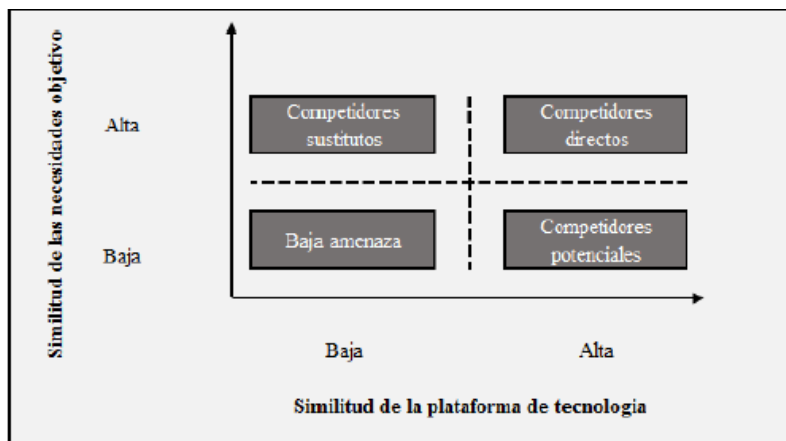 Similitud de las necesidades objetivo
Alta
Competidores
sustitutos
Competidores
directos
Baja
Baja amenaza
Competidores
potenciales
Baja
Alta
Similitud de la plataforma de tecnologia